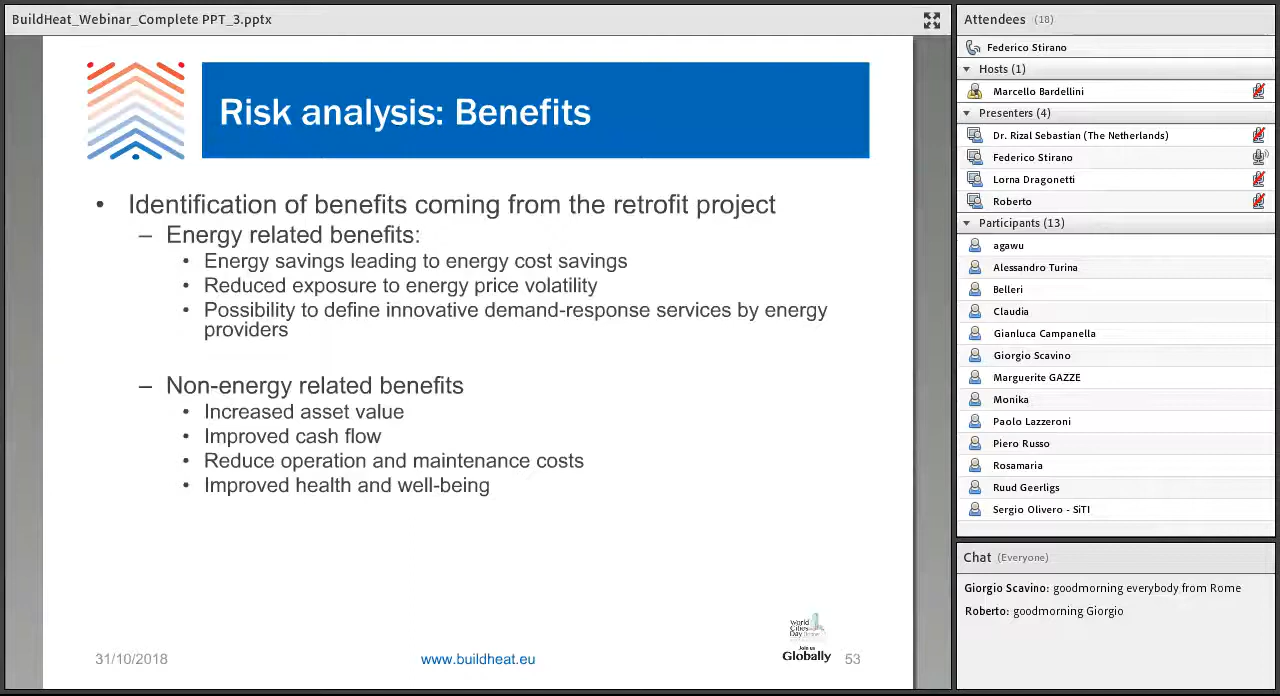 BuildHeat_Webinar_Complete PPT_3.pptx
Risk analysis: Benefits
• Identification of benefits coming from the retrofit project
– Energy related benefits:
• Energy savings leading to energy cost savings
• Reduced exposure to energy price volatility
• Possibility to define innovative demand-response services by energy
providers
– Non-energy related benefits
• Increased asset value
• Improved cash flow
• Reduce operation and maintenance costs
• Improved health and well-being
World
Cities
Day
Join us
Globally
31/10/2018
www.buildheat.eu
53
Attendees (18)
Federico Stirano
Hosts (1)
Marcello Bardellini
Presenters (4)
Dr. Rizal Sebastian (The Netherlands)
Federico Stirano
Lorna Dragonetti
Roberto
Participants (13)
agawu
Alessandro Turina
Belleri
Claudia
Gianluca Campanella
Giorgio Scavino
Marguerite GAZZE
Monika
Paolo Lazzeroni
Piero Russo
Rosamaria
Ruud Geerligs
Sergio Olivero - SiTI
Chat (Everyone)
Giorgio Scavino: goodmorning everybody from Rome
Roberto: goodmorning Giorgio